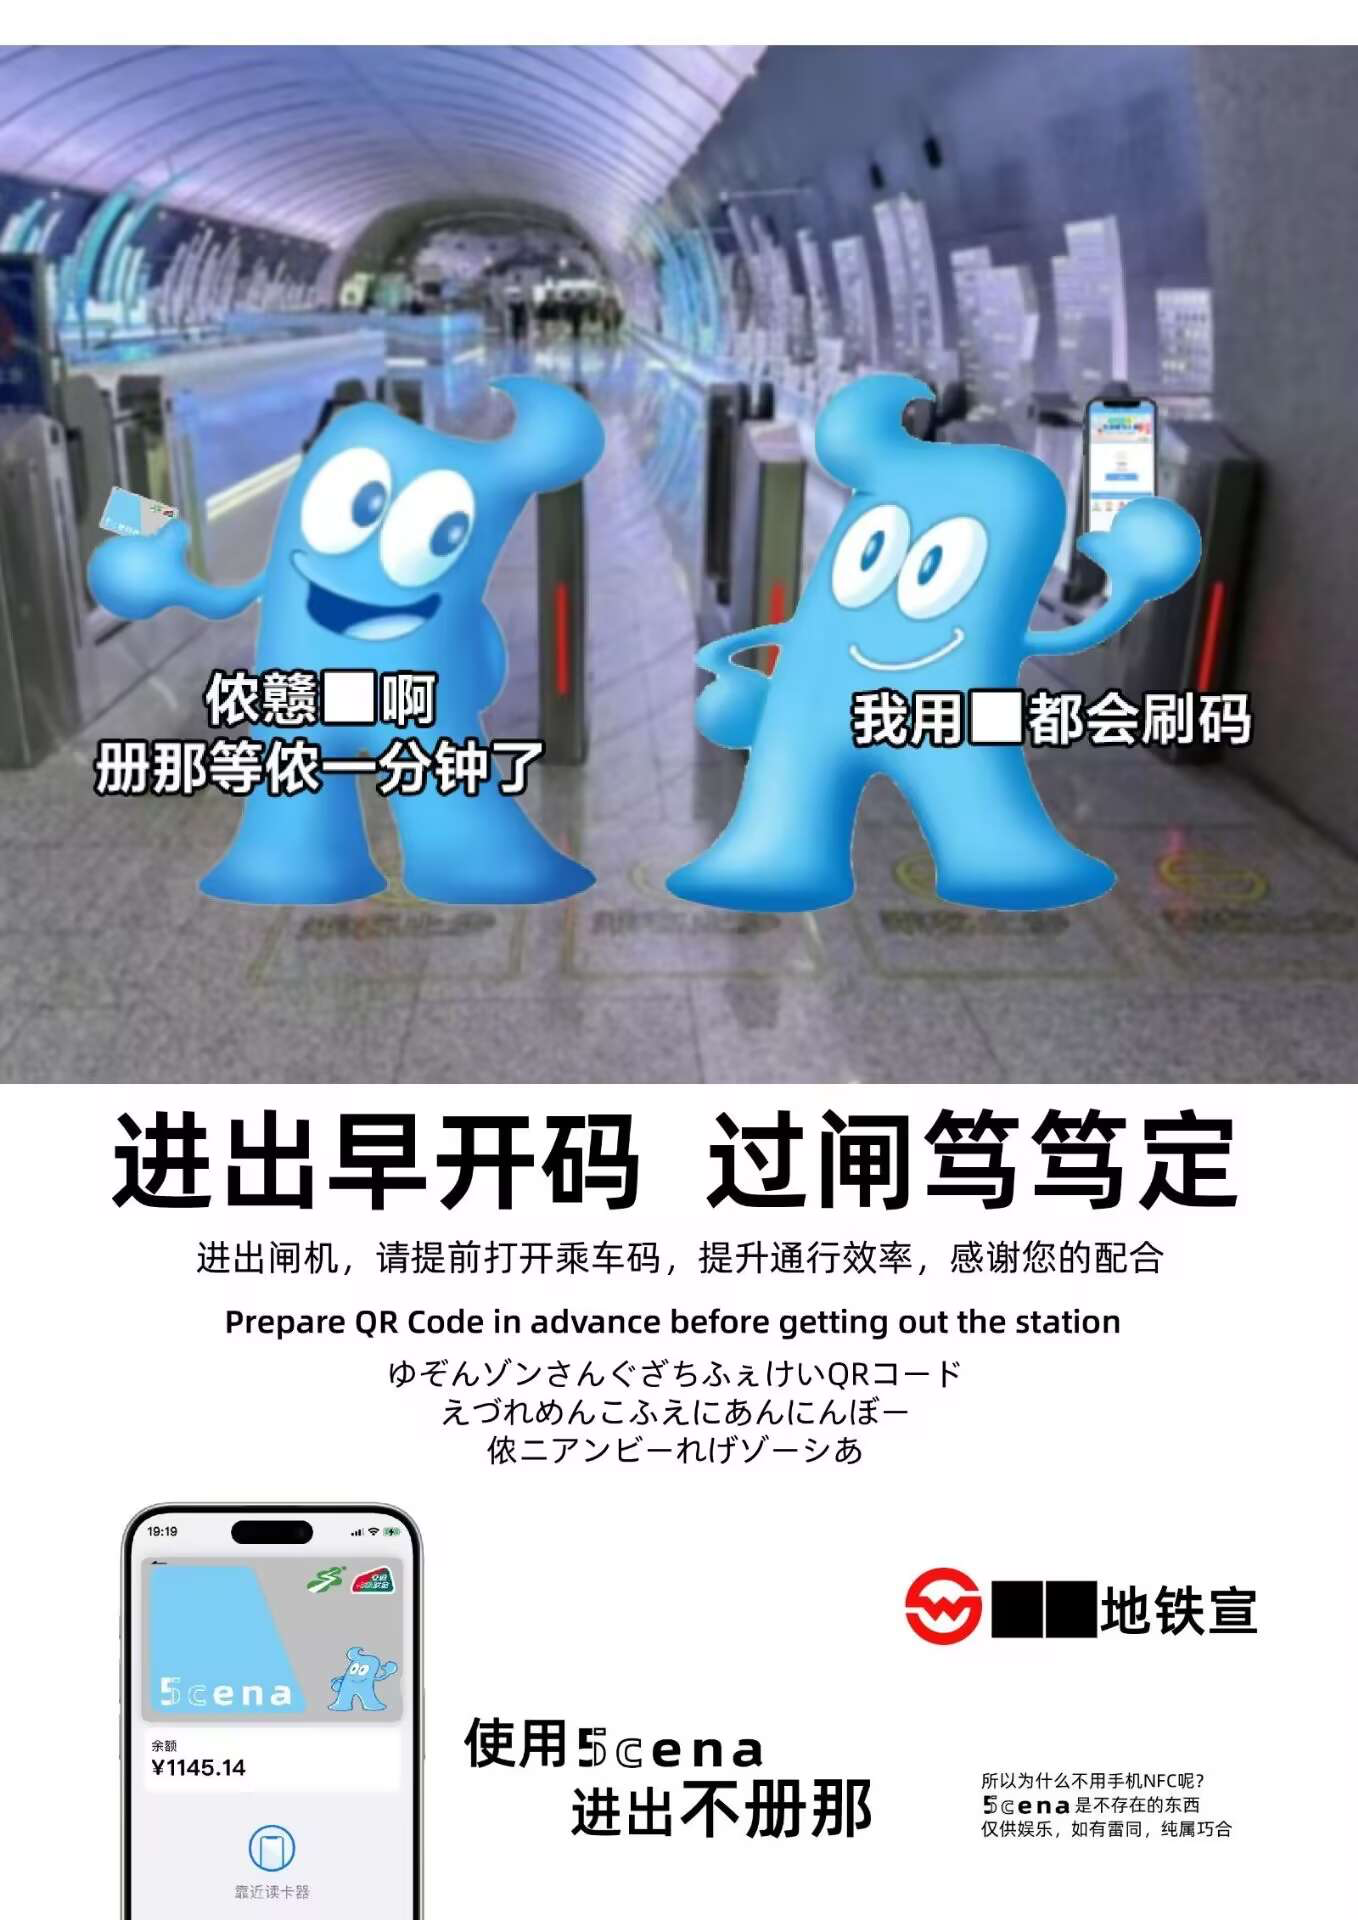 侬戆■啊
册那等侬一分钟了
我用■都会刷码
进出早开码 过闸笃笃定
进出闸机，请提前打开乘车码，提升通行效率，感谢您的配合
Prepare QR Code in advance before getting out the station
ゆぞんゾンさんぐざちふぇけいQRコード
えづれめんこふえにあんにんぼー
侬ニアンビーれげゾーシあ
19:19
5cena
余额
¥1145.14
靠近读卡器
■■地铁宣
使用5cena
进出不册那
所以为什么不用手机NFC呢？
5cena是不存在的东西
仅供娱乐，如有雷同，纯属巧合